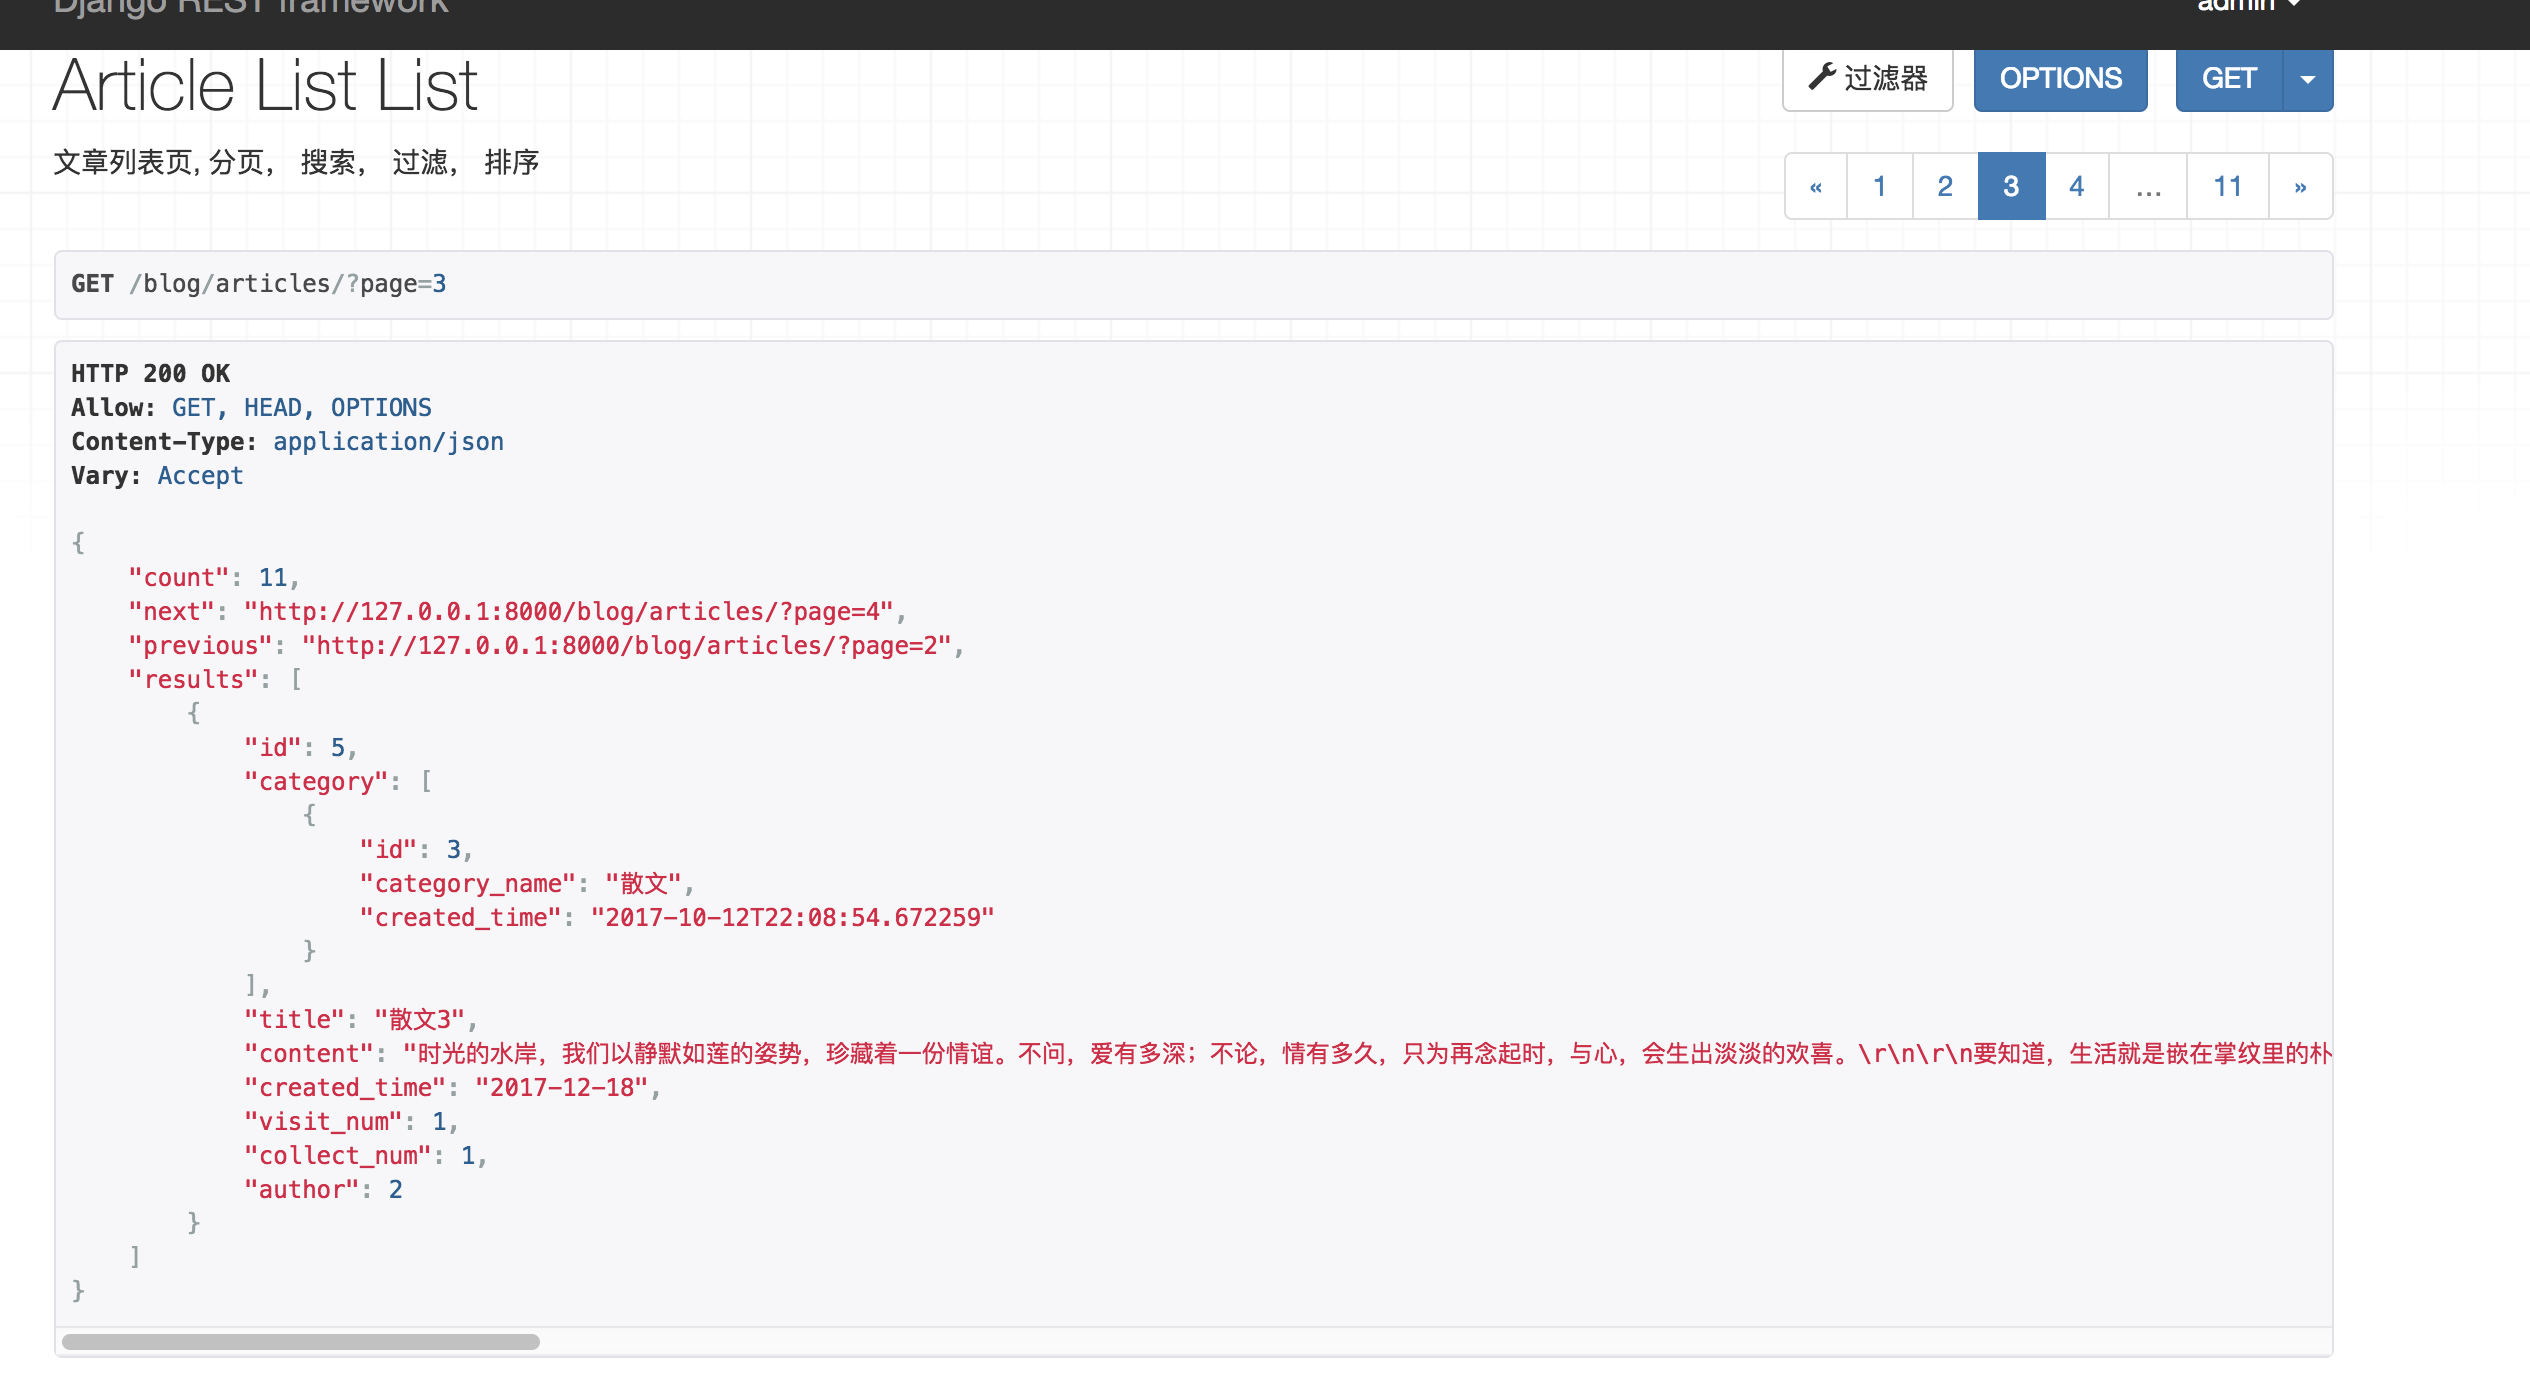 Django REST framework
admin
Article List List
过滤器
OPTIONS
GET
文章列表页, 分页， 搜索， 过滤， 排序
« 1 2 3 4 … 11 »
GET /blog/articles/?page=3
HTTP 200 OK
Allow: GET, HEAD, OPTIONS
Content-Type: application/json
Vary: Accept
{
    "count": 11,
    "next": "http://127.0.0.1:8000/blog/articles/?page=4",
    "previous": "http://127.0.0.1:8000/blog/articles/?page=2",
    "results": [
        {
            "id": 5,
            "category": [
                {
                    "id": 3,
                    "category_name": "散文",
                    "created_time": "2017-10-12T22:08:54.672259"
                }
            ],
            "title": "散文3",
            "content": "时光的水岸，我们以静默如莲的姿势，珍藏着一份情谊。不问，爱有多深；不论，情有多久，只为再念起时，与心，会生出淡淡的欢喜。\r\n\r\n要知道，生活就是嵌在掌纹里的朴
            "created_time": "2017-12-18",
            "visit_num": 1,
            "collect_num": 1,
            "author": 2
        }
    ]
}